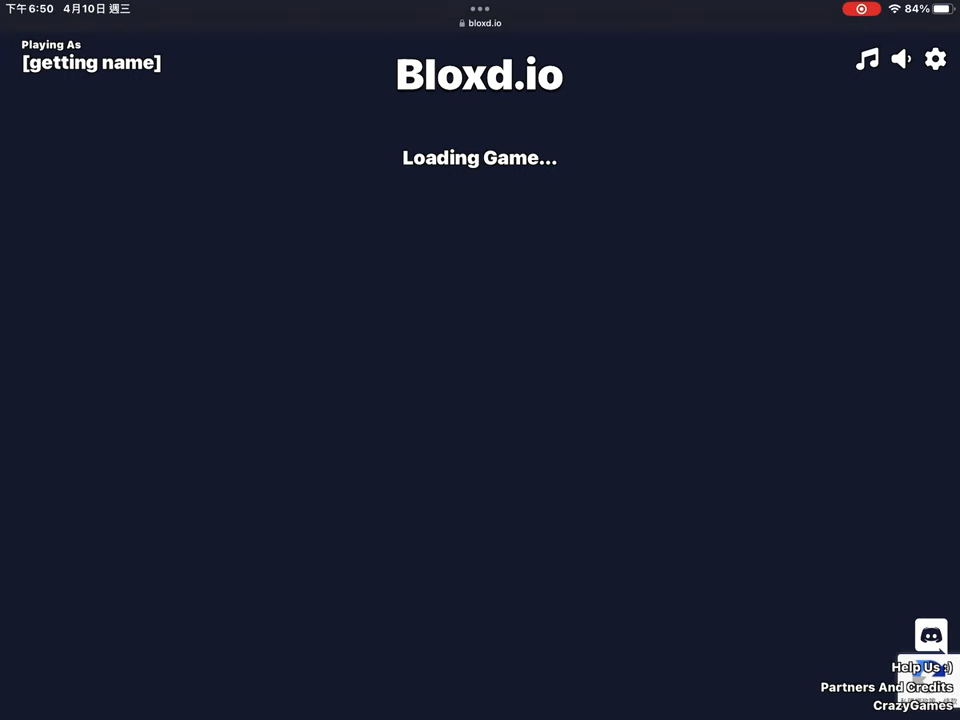 下午6:50 4月10日 週三
84%
bloxd.io
Playing As
[getting name]
Bloxd.io
Loading Game...
Help Us :)
Partners And Credits
CrazyGames